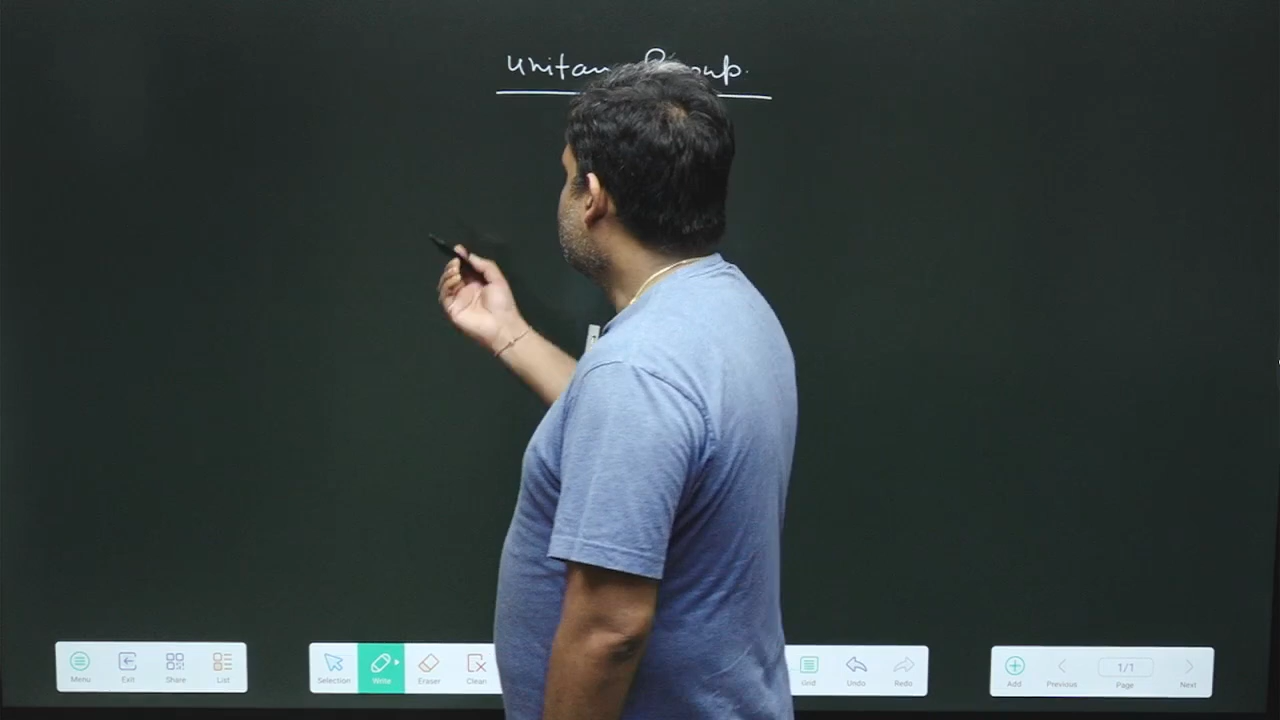 Menu Exit Share List
Selection Write Eraser Clean
Grid Undo Redo
Add Previous 1/1 Page Next